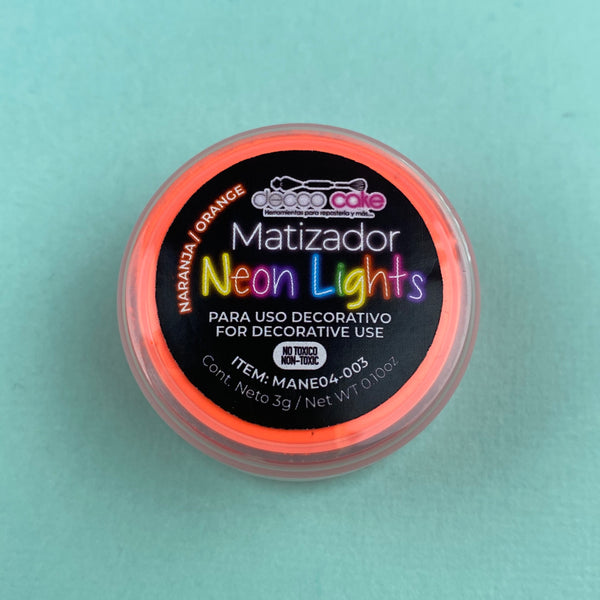 decoo cake
Herramientas para repostería y más...
NARANJA / ORANGE
Matizador
Neon Lights
PARA USO DECORATIVO
FOR DECORATIVE USE
NO TOXICO
NON-TOXIC
ITEM: MANE04-003
Cont. Neto 3g / Net WT 0.10oz